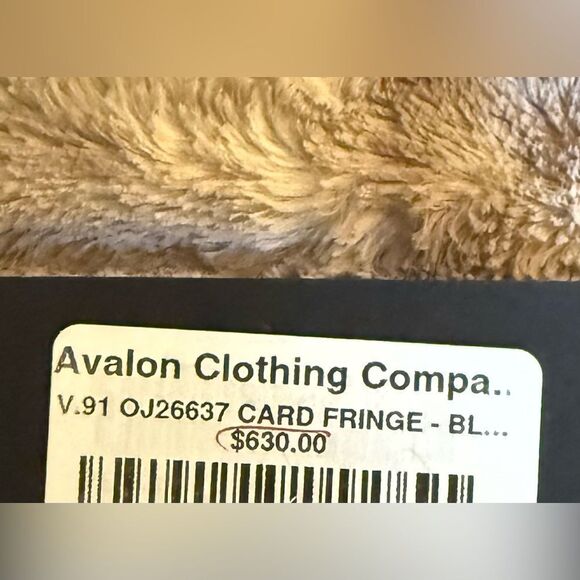 Avalon Clothing Compa..
V.91 OJ26637 CARD FRINGE - BL...
$630.00